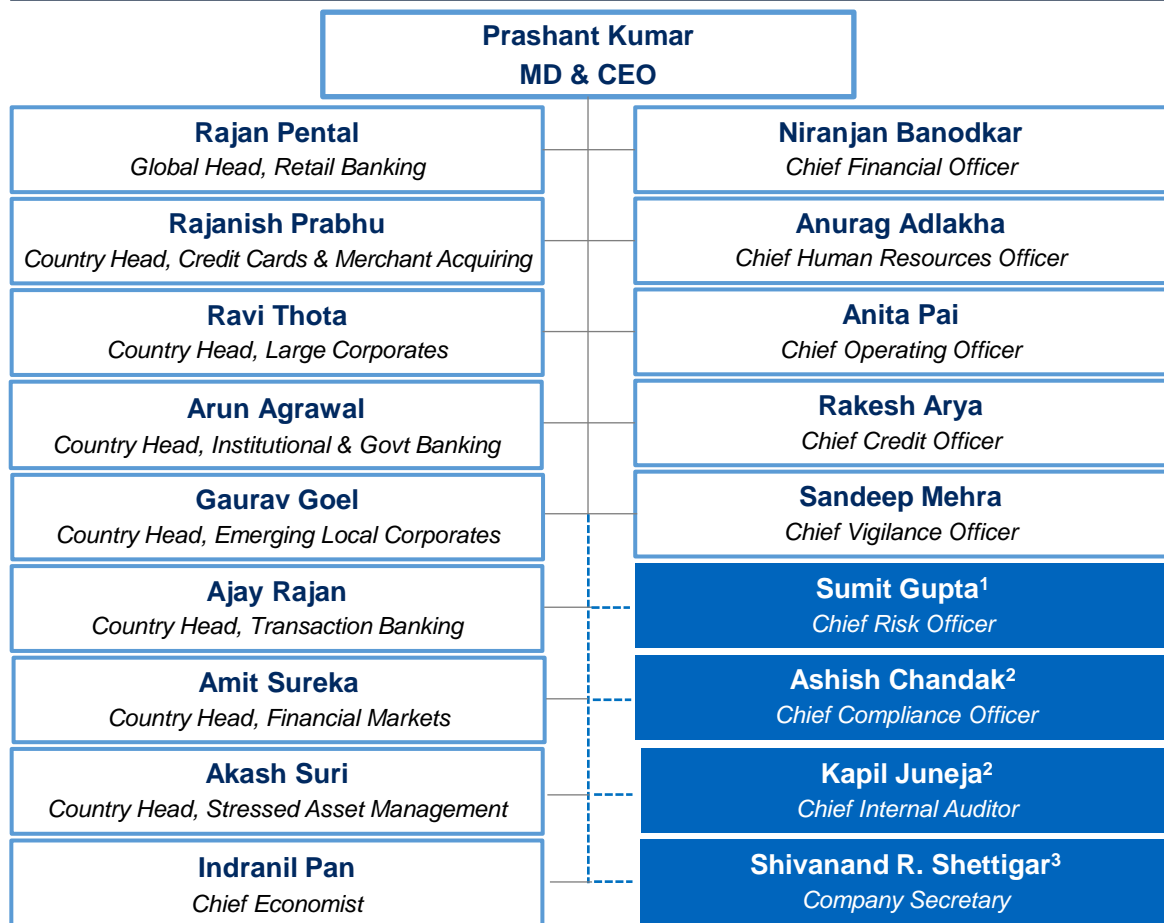 Prashant Kumar
MD & CEO
Rajan Pental
Global Head, Retail Banking
Niranjan Banodkar
Chief Financial Officer
Rajanish Prabhu
Country Head, Credit Cards & Merchant Acquiring
Anurag Adlakha
Chief Human Resources Officer
Ravi Thota
Country Head, Large Corporates
Anita Pai
Chief Operating Officer
Arun Agrawal
Country Head, Institutional & Govt Banking
Rakesh Arya
Chief Credit Officer
Gaurav Goel
Country Head, Emerging Local Corporates
Sandeep Mehra
Chief Vigilance Officer
Ajay Rajan
Country Head, Transaction Banking
Sumit Gupta¹
Chief Risk Officer
Amit Sureka
Country Head, Financial Markets
Ashish Chandak²
Chief Compliance Officer
Akash Suri
Country Head, Stressed Asset Management
Kapil Juneja²
Chief Internal Auditor
Indranil Pan
Chief Economist
Shivanand R. Shettigar³
Company Secretary